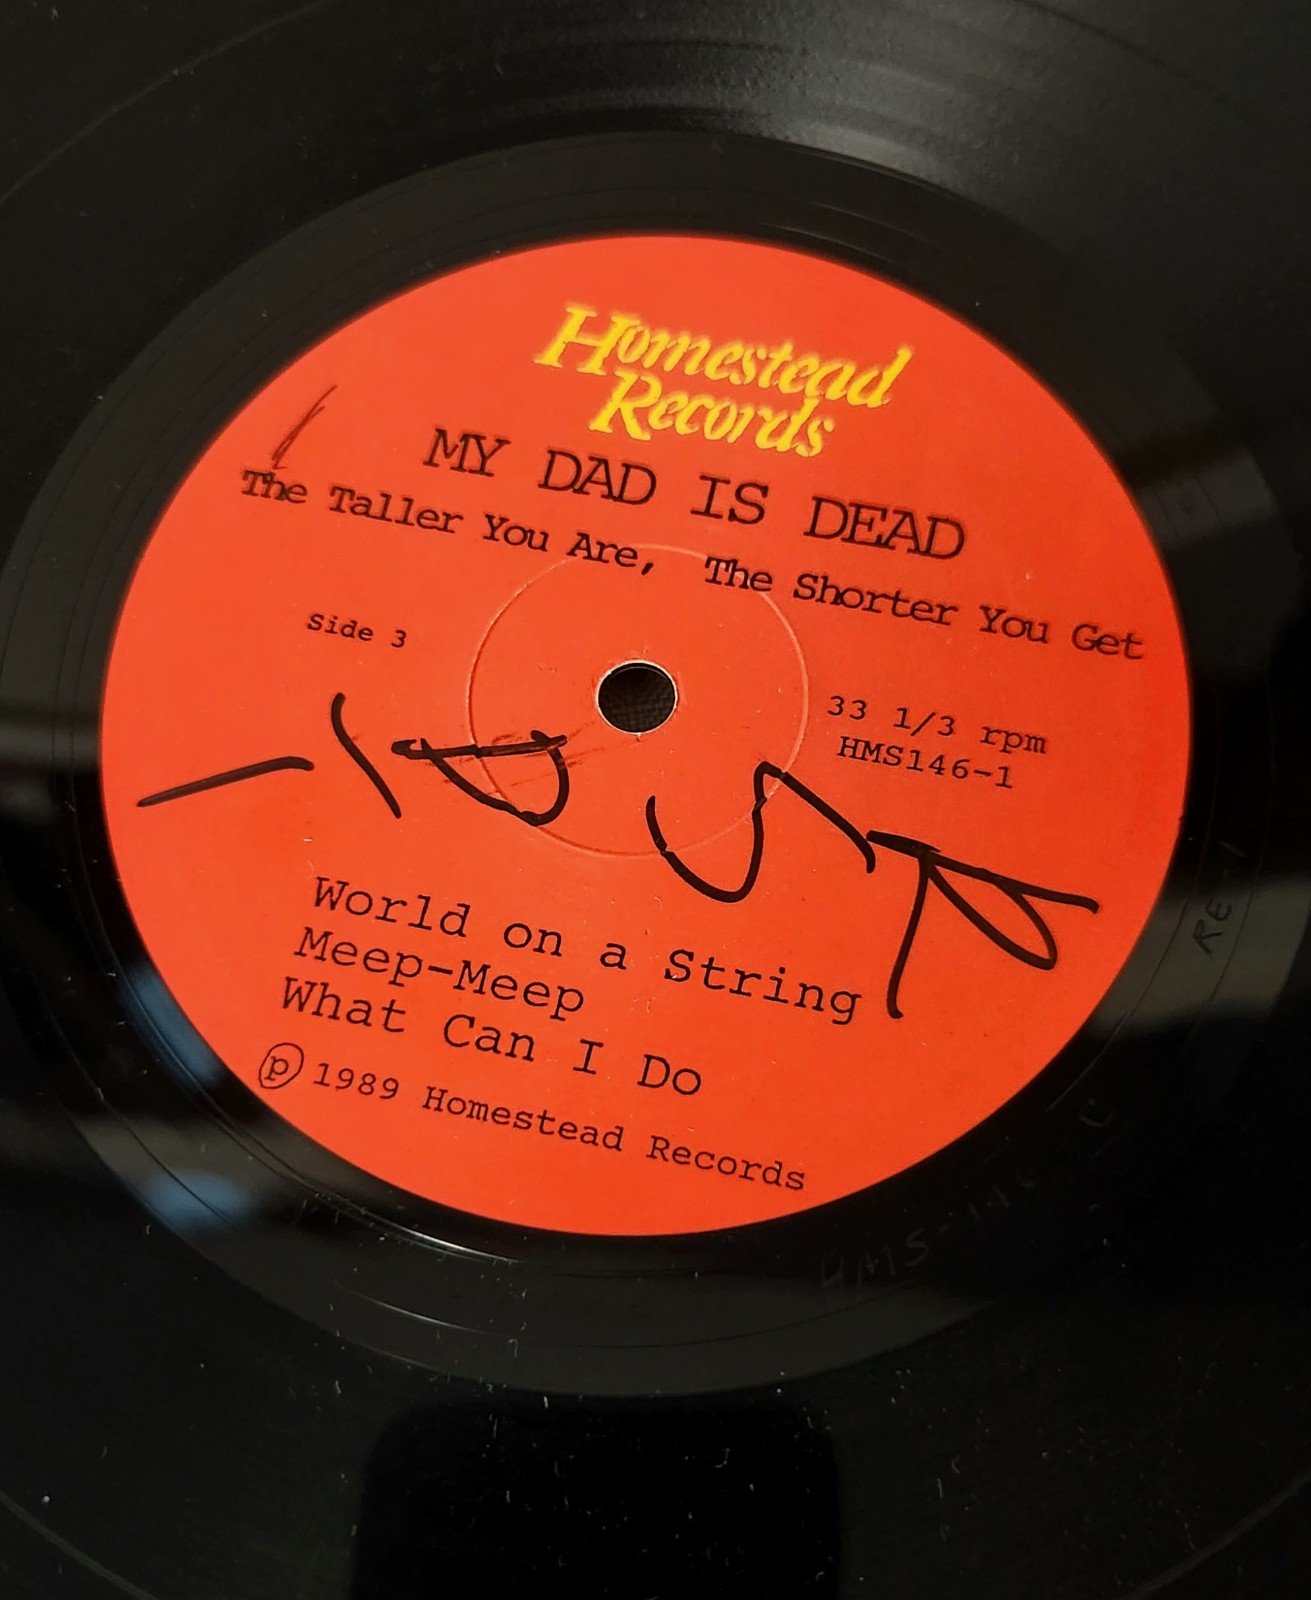 Homestead
Records
MY DAD IS DEAD
The Taller You Are, The Shorter You Get
Side 3
33 1/3 rpm
HMS146-1
World on a String
Meep-Meep
What Can I Do
℗ 1989 Homestead Records